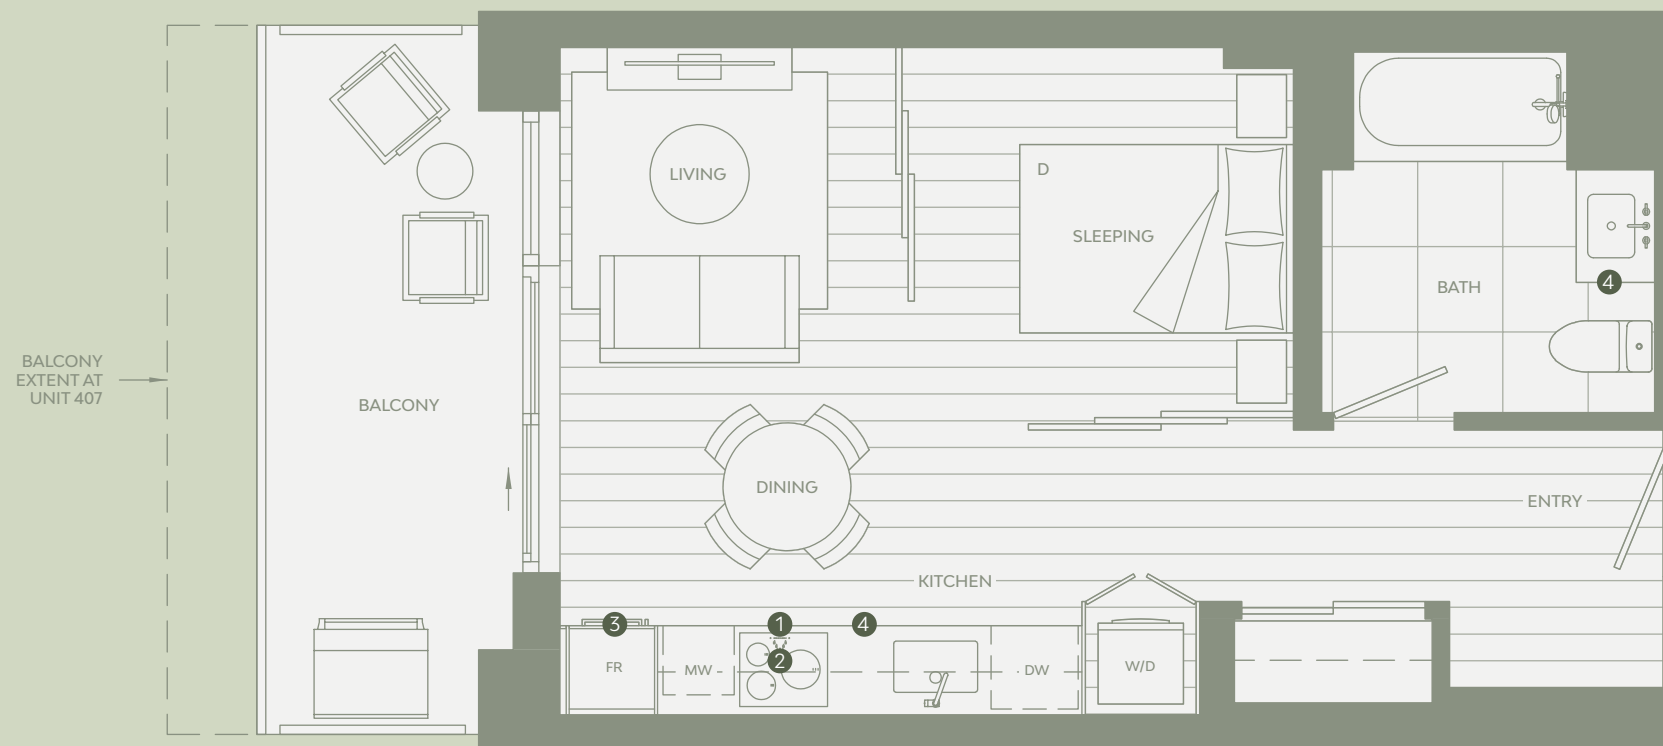 LIVING
D
SLEEPING
BATH
4
BALCONY
EXTENT AT
UNIT 407
BALCONY
DINING
ENTRY
KITCHEN
3
1
4
2
FR
MW
DW
W/D